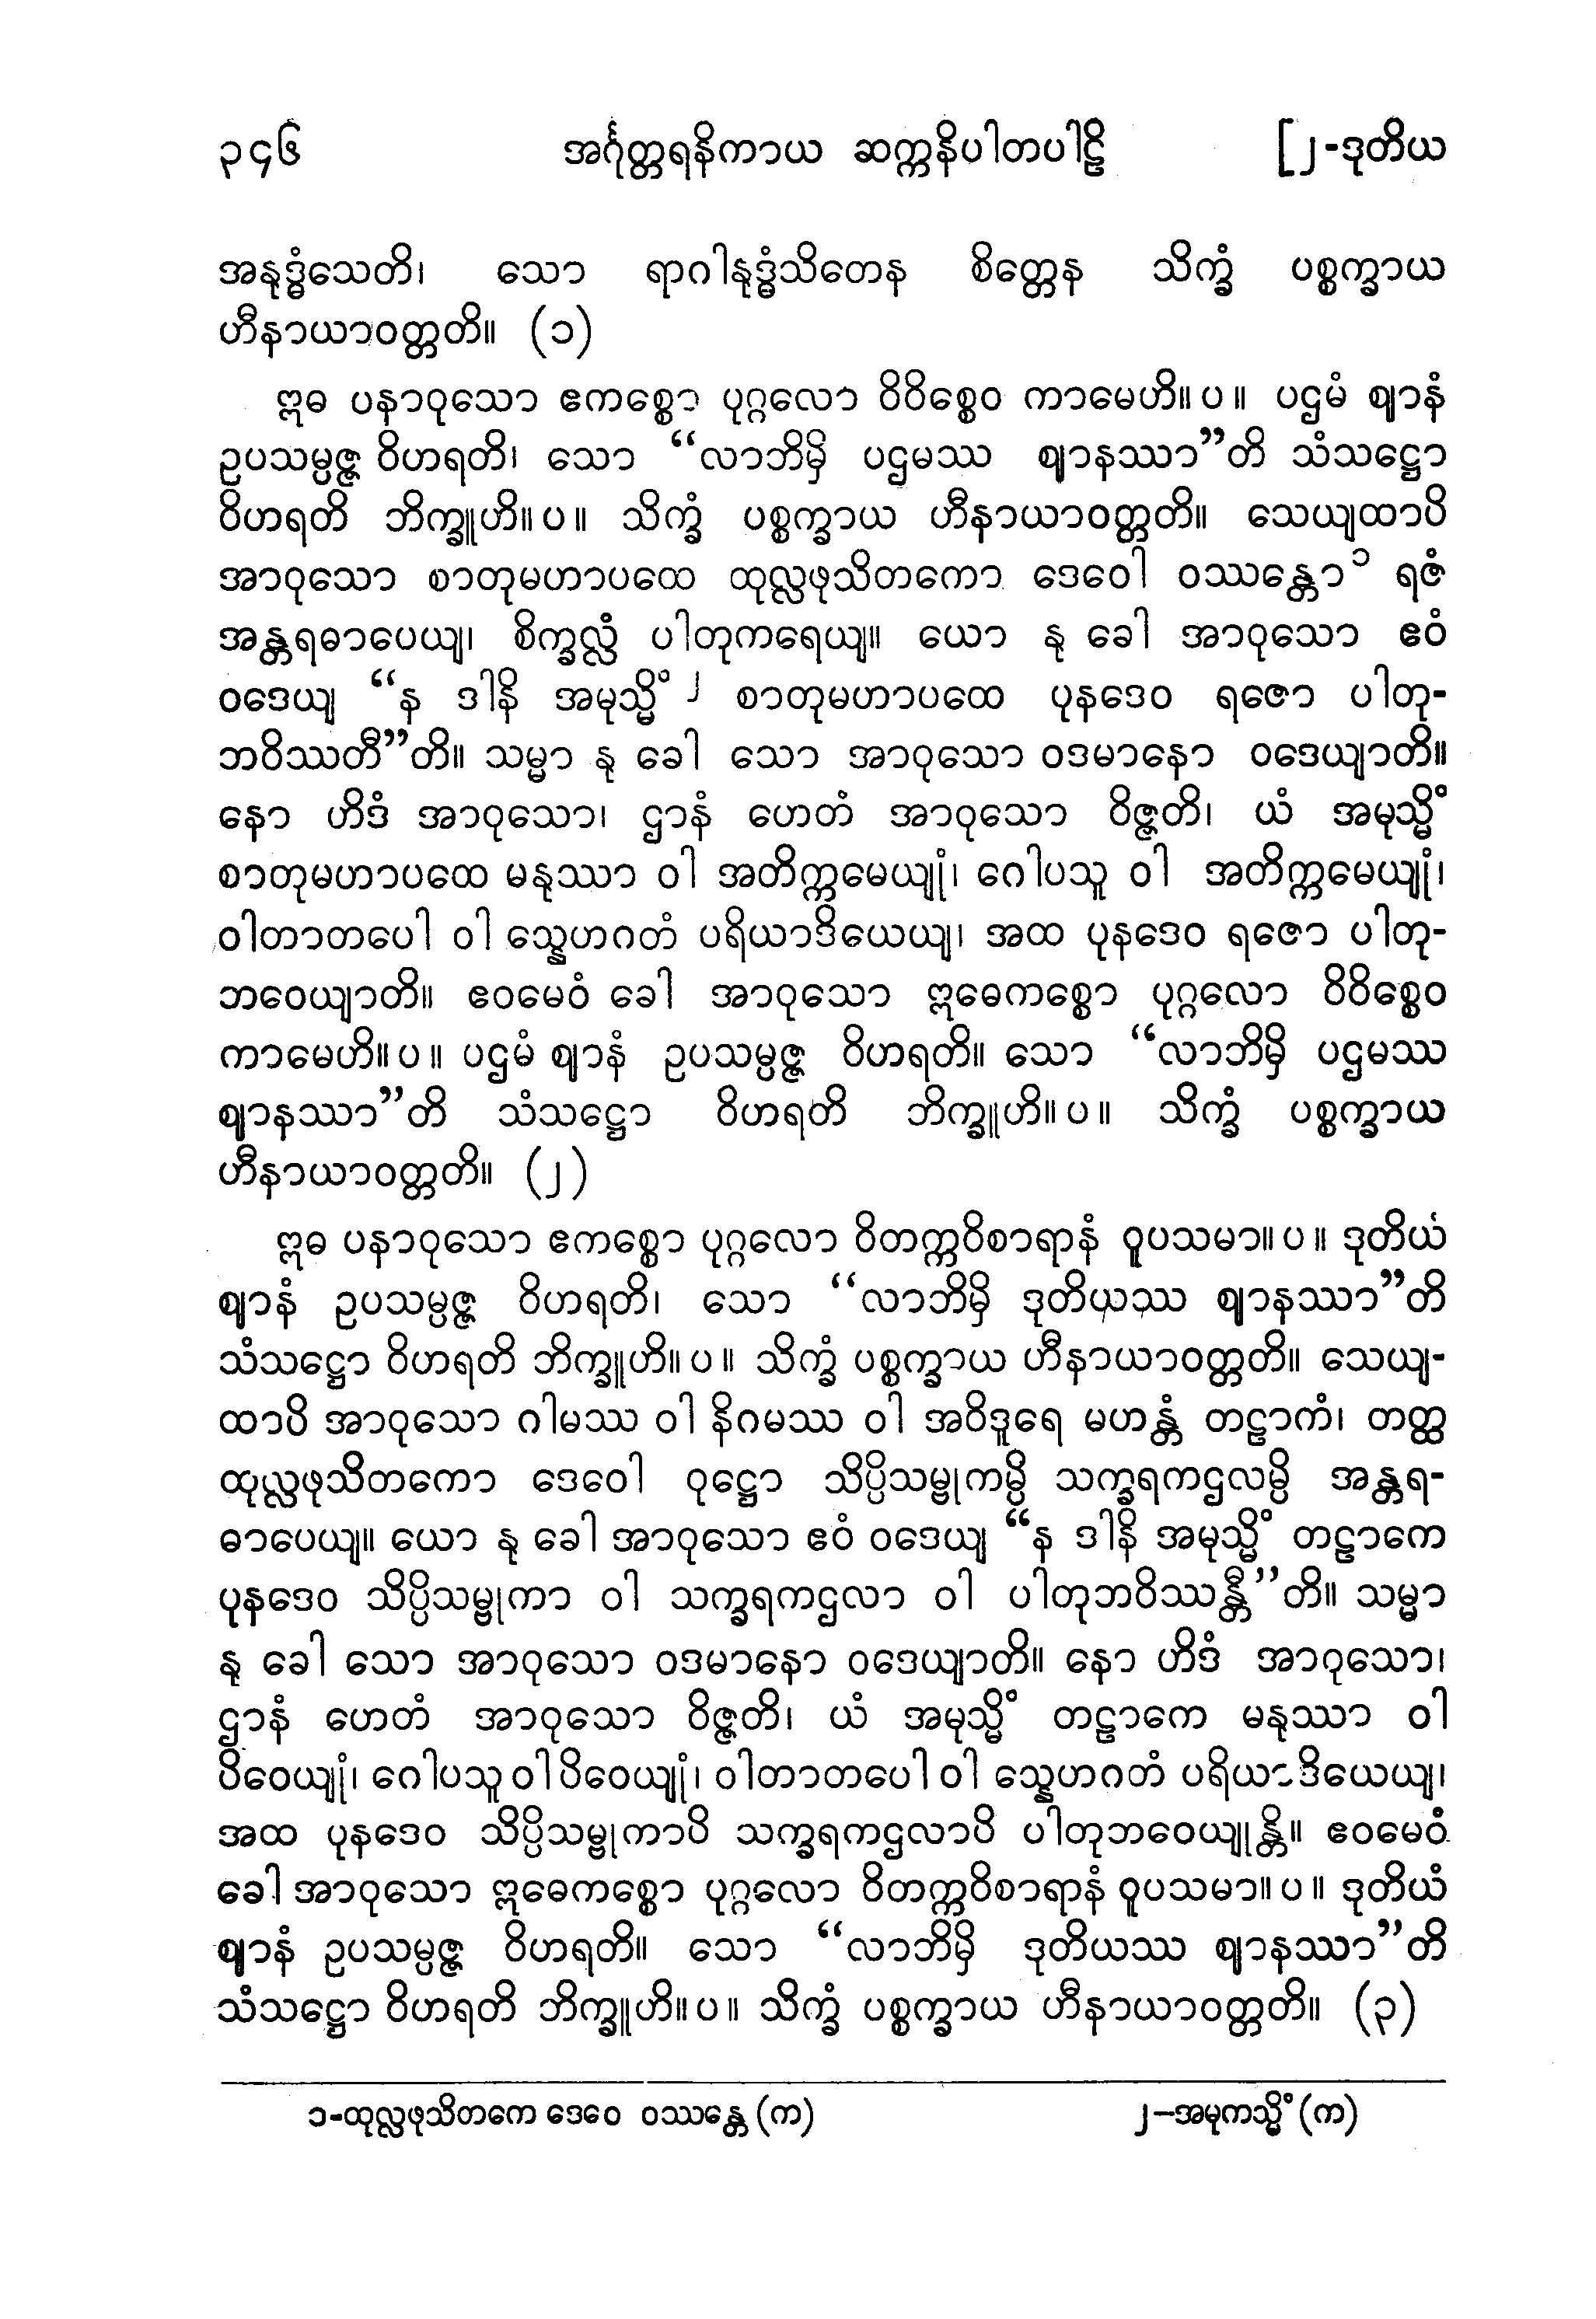 ၃၄၆ အင်္ဂုတ္တရနိကာယ ဆက္ကနိပါတပါဠိ [၂-ဒုတိယ
အနုဒ္ဓံသေတိ၊ သော ရာဂါနုဒ္ဓံသိတေန စိတ္တေန သိက္ခံ ပစ္စက္ခာယ
ဟီနာယာဝတ္တတိ။ (၁)
ဣဓ ပနာဝုသော ဧကစ္စော ပုဂ္ဂလော ဝိဝိစ္စေဝ ကာမေဟိ။ပ။ ပဌမံ ဈာနံ
ဥပသမ္ပဇ္ဇ ဝိဟရတိ၊ သော “လာဘိမှိ ပဌမဿ ဈာနဿာ”တိ သံသဋ္ဌော
ဝိဟရတိ ဘိက္ခူဟိ။ပ။ သိက္ခံ ပစ္စက္ခာယ ဟီနာယာဝတ္တတိ။ သေယျထာပိ
အာဝုသော စာတုမဟာပထေ ထုလ္လဖုသိတကော ဒေဝေါ ဝဿန္တော၁ ရဇံ
အန္တရဓာပေယျ၊ စိက္ခလ္လံ ပါတုကရေယျ။ ယော နု ခေါ အာဝုသော ဧဝံ
ဝဒေယျ “န ဒါနိ အမုသ္မိံ၂ စာတုမဟာပထေ ပုနဒေဝ ရဇော ပါတု-
ဘဝိဿတီ”တိ။ သမ္မာ နု ခေါ သော အာဝုသော ဝဒမာနော ဝဒေယျာတိ။
နော ဟိဒံ အာဝုသော၊ ဌာနံ ဟေတံ အာဝုသော ဝိဇ္ဇတိ၊ ယံ အမုသ္မိံ
စာတုမဟာပထေ မနုဿာ ဝါ အတိက္ကမေယျုံ၊ ဂေါပသူ ဝါ အတိက္ကမေယျုံ၊
ဝါတာတပေါ ဝါ သ္နေဟဂတံ ပရိယာဒိယေယျ၊ အထ ပုနဒေဝ ရဇော ပါတု-
ဘဝေယျာတိ။ ဧဝမေဝံ ခေါ အာဝုသော ဣဓေကစ္စော ပုဂ္ဂလော ဝိဝိစ္စေဝ
ကာမေဟိ။ပ။ ပဌမံ ဈာနံ ဥပသမ္ပဇ္ဇ ဝိဟရတိ။ သော “လာဘိမှိ ပဌမဿ
ဈာနဿာ”တိ သံသဋ္ဌော ဝိဟရတိ ဘိက္ခူဟိ။ပ။ သိက္ခံ ပစ္စက္ခာယ
ဟီနာယာဝတ္တတိ။ (၂)
ဣဓ ပနာဝုသော ဧကစ္စော ပုဂ္ဂလော ဝိတက္ကဝိစာရာနံ ဝူပသမာ။ပ။ ဒုတိယံ
ဈာနံ ဥပသမ္ပဇ္ဇ ဝိဟရတိ၊ သော “လာဘိမှိ ဒုတိယဿ ဈာနဿာ”တိ
သံသဋ္ဌော ဝိဟရတိ ဘိက္ခူဟိ။ပ။ သိက္ခံ ပစ္စက္ခာယ ဟီနာယာဝတ္တတိ။ သေယျ-
ထာပိ အာဝုသော ဂါမဿ ဝါ နိဂမဿ ဝါ အဝိဒူရေ မဟန္တံ တဠာကံ၊ တတ္ထ
ထုလ္လဖုသိတကော ဒေဝေါ ဝုဋ္ဌော သိပ္ပိသမ္ဗုကမ္ပိ သက္ခရကဌလမ္ပိ အန္တရ-
ဓာပေယျ။ ယော နု ခေါ အာဝုသော ဧဝံ ဝဒေယျ “န ဒါနိ အမုသ္မိံ တဠာကေ
ပုနဒေဝ သိပ္ပိသမ္ဗုကာ ဝါ သက္ခရကဌလာ ဝါ ပါတုဘဝိဿန္တီ”တိ။ သမ္မာ
နု ခေါ သော အာဝုသော ဝဒမာနော ဝဒေယျာတိ။ နော ဟိဒံ အာဝုသော၊
ဌာနံ ဟေတံ အာဝုသော ဝိဇ္ဇတိ၊ ယံ အမုသ္မိံ တဠာကေ မနုဿာ ဝါ
ပိဝေယျုံ၊ ဂေါပသူ ဝါ ပိဝေယျုံ၊ ဝါတာတပေါ ဝါ သ္နေဟဂတံ ပရိယာဒိယေယျ၊
အထ ပုနဒေဝ သိပ္ပိသမ္ဗုကာပိ သက္ခရကဌလာပိ ပါတုဘဝေယျုန္တိ။ ဧဝမေဝံ
ခေါ အာဝုသော ဣဓေကစ္စော ပုဂ္ဂလော ဝိတက္ကဝိစာရာနံ ဝူပသမာ။ပ။ ဒုတိယံ
ဈာနံ ဥပသမ္ပဇ္ဇ ဝိဟရတိ။ သော “လာဘိမှိ ဒုတိယဿ ဈာနဿာ”တိ
သံသဋ္ဌော ဝိဟရတိ ဘိက္ခူဟိ။ပ။ သိက္ခံ ပစ္စက္ခာယ ဟီနာယာဝတ္တတိ။ (၃)
၁-ထုလ္လဖုသိတကေ ဒေဝေ ဝဿန္တေ (က) ၂-အမုကသ္မိံ (က)